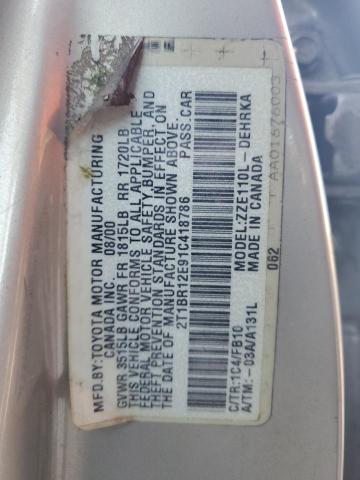 MFD. BY: TOYOTA MOTOR MANUFACTURING
CANADA INC. 08/00
GVWR 3515LB GAWR FR 1815LB RR 1720LB
THIS VEHICLE CONFORMS TO ALL APPLICABLE
FEDERAL MOTOR VEHICLE SAFETY, BUMPER, AND
THEFT PREVENTION STANDARDS IN EFFECT ON
THE DATE OF MANUFACTURE SHOWN ABOVE.
2T1BR12E91C418786 PASS.CAR
C/TR:1C4/FB10 MODEL:ZZE110L-DEHRKA
A/TM:-03A/A131L MADE IN CANADA
062 AA01676003